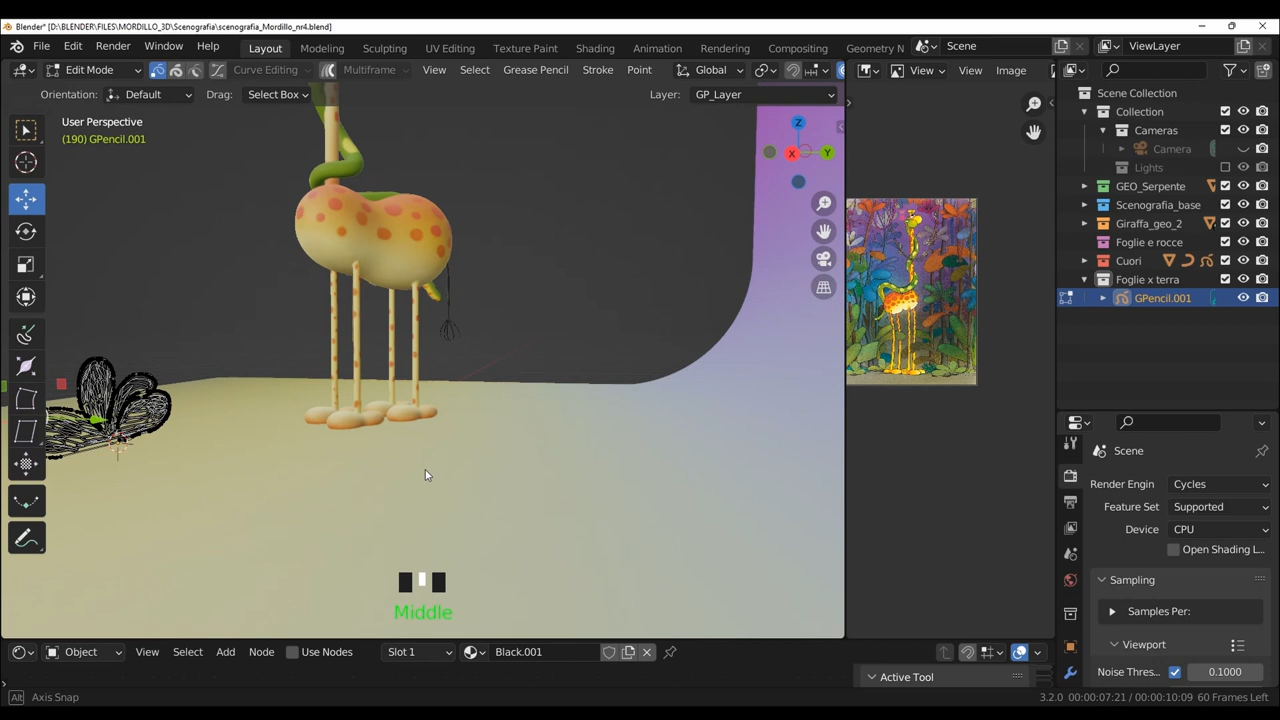 Blender* [D:\BLENDER\FILES\MORDILLO_3D\Scenografia\scenografia_Mordillo_nr4.blend]
File Edit Render Window Help Layout Modeling Sculpting UV Editing Texture Paint Shading Animation Rendering Compositing Geometry N Scene ViewLayer
Edit Mode Curve Editing Multiframe View Select Grease Pencil Stroke Point Global View View Image
Orientation: Default Drag: Select Box Layer: GP_Layer
Scene Collection
Collection
Cameras
Camera
Lights
GEO_Serpente
Scenografia_base
Giraffa_geo_2
Foglie e rocce
Cuori
Foglie x terra
GPencil.001
User Perspective
(190) GPencil.001
Z
X
Y
Middle
Scene
Render Engin Cycles
Feature Set Supported
Device CPU
Open Shading L...
Sampling
Samples Per:
Viewport
Noise Thres... 0.1000
Object View Select Add Node Use Nodes Slot 1 Black.001
Active Tool
Alt Axis Snap
3.2.0 00:00:07:21 / 00:00:10:09 60 Frames Left